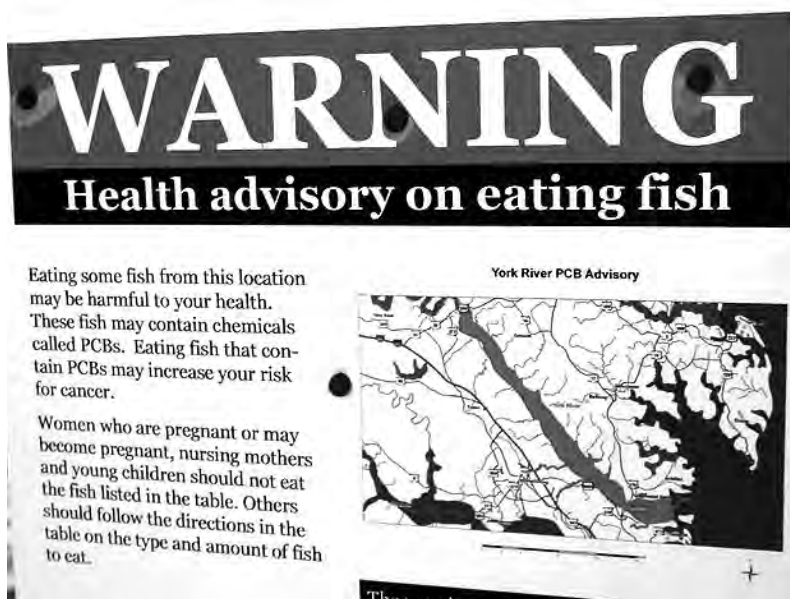 WARNING
Health advisory on eating fish
Eating some fish from this location
may be harmful to your health.
These fish may contain chemicals
called PCBs. Eating fish that con-
tain PCBs may increase your risk
for cancer.
Women who are pregnant or may
become pregnant, nursing mothers
and young children should not eat
the fish listed in the table. Others
should follow the directions in the
table on the type and amount of fish
to eat.
York River PCB Advisory